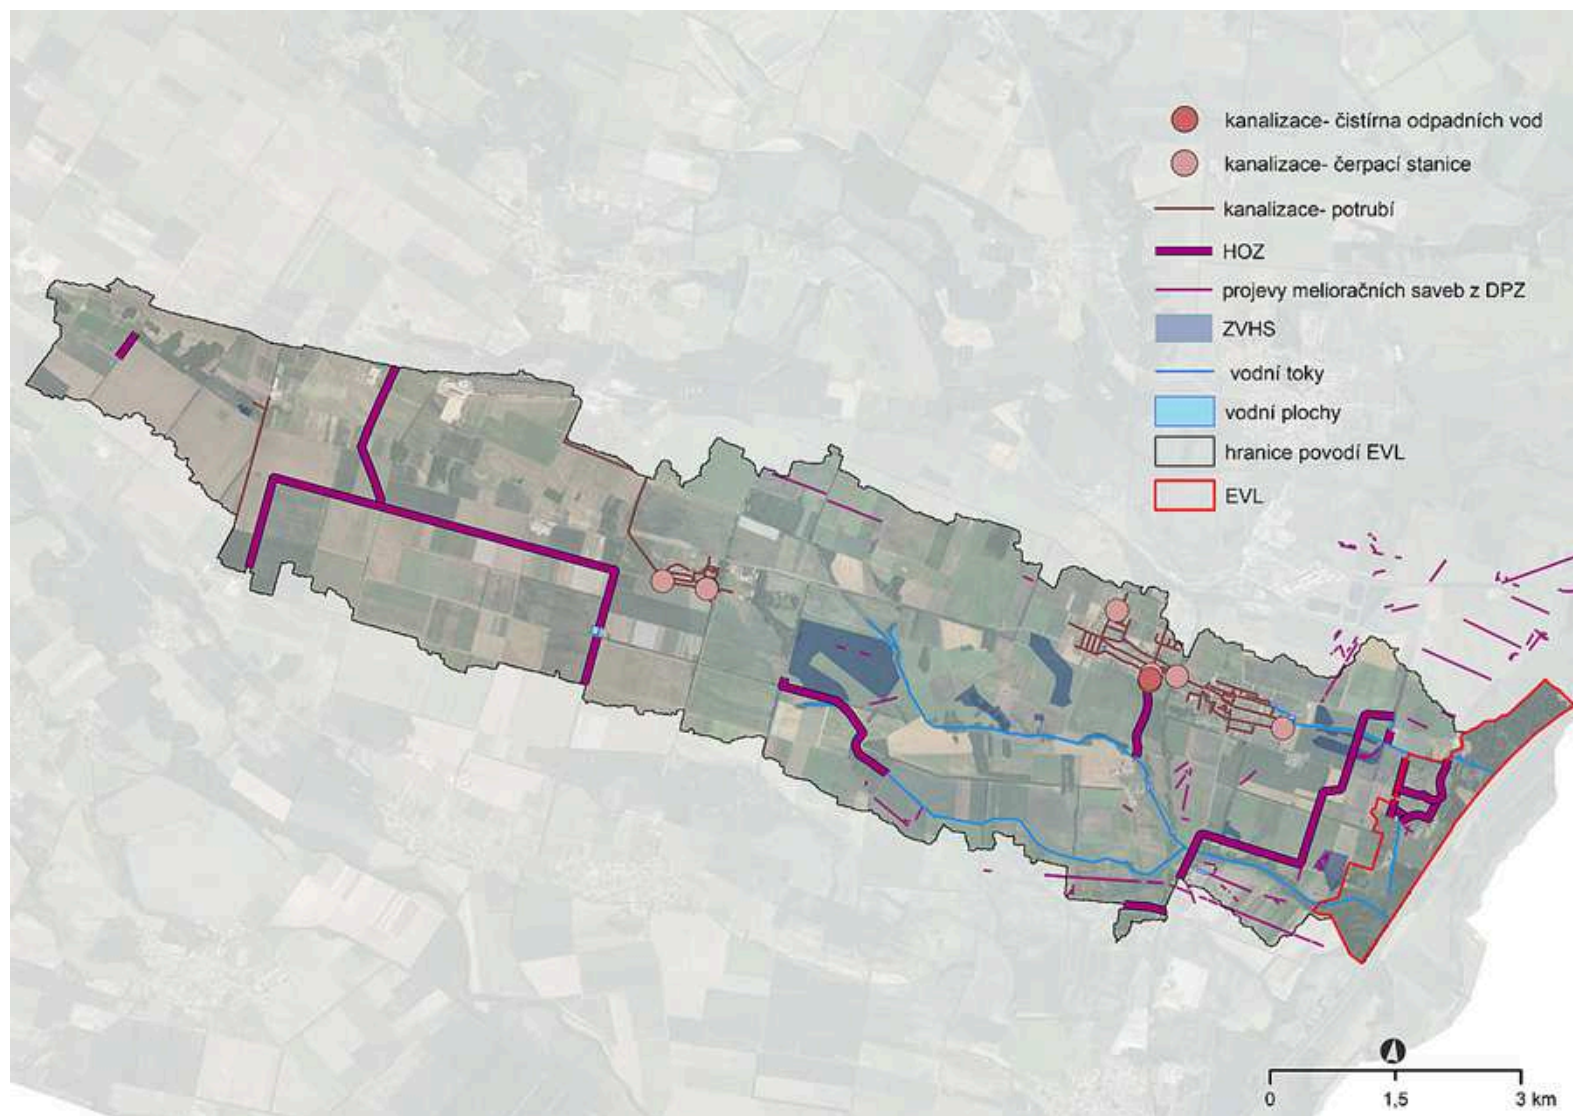 kanalizace- čistírna odpadních vod
kanalizace- čerpací stanice
kanalizace- potrubí
HOZ
projevy melioračních saveb z DPZ
ZVHS
vodní toky
vodní plochy
hranice povodí EVL
EVL
0 1,5 3 km